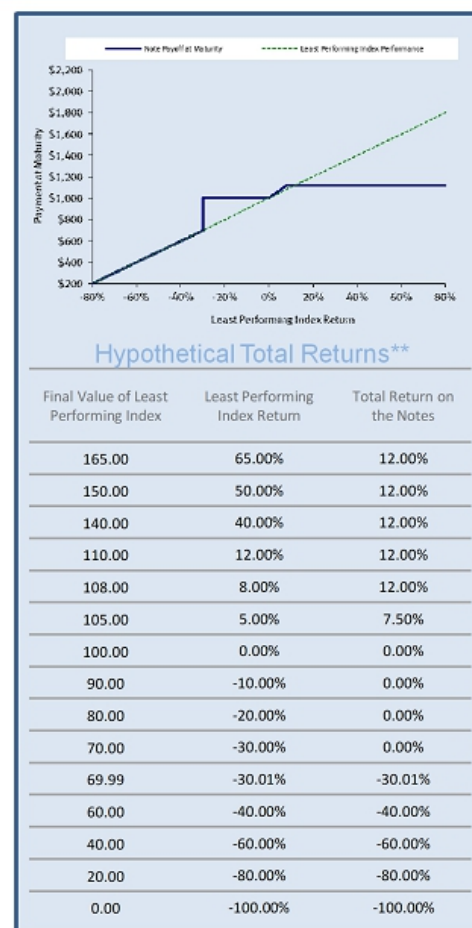 Note Payoff at Maturity Least Performing Index Performance
$2,200
$2,000
$1,800
$1,600
$1,400
$1,200
$1,000
$800
$600
$400
$200
Payment at Maturity
-80% -60% -40% -20% 0% 20% 40% 60% 80%
Least Performing Index Return
Hypothetical Total Returns**
Final Value of Least Performing Index Least Performing Index Return Total Return on the Notes
165.00 65.00% 12.00%
150.00 50.00% 12.00%
140.00 40.00% 12.00%
110.00 12.00% 12.00%
108.00 8.00% 12.00%
105.00 5.00% 7.50%
100.00 0.00% 0.00%
90.00 -10.00% 0.00%
80.00 -20.00% 0.00%
70.00 -30.00% 0.00%
69.99 -30.01% -30.01%
60.00 -40.00% -40.00%
40.00 -60.00% -60.00%
20.00 -80.00% -80.00%
0.00 -100.00% -100.00%